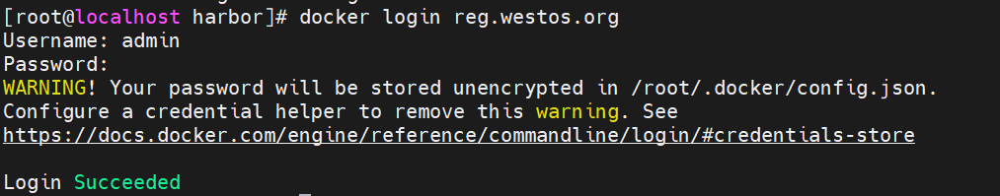 [root@localhost harbor]# docker login reg.westos.org
Username: admin
Password:
WARNING! Your password will be stored unencrypted in /root/.docker/config.json.
Configure a credential helper to remove this warning. See
https://docs.docker.com/engine/reference/commandline/login/#credentials-store
Login Succeeded